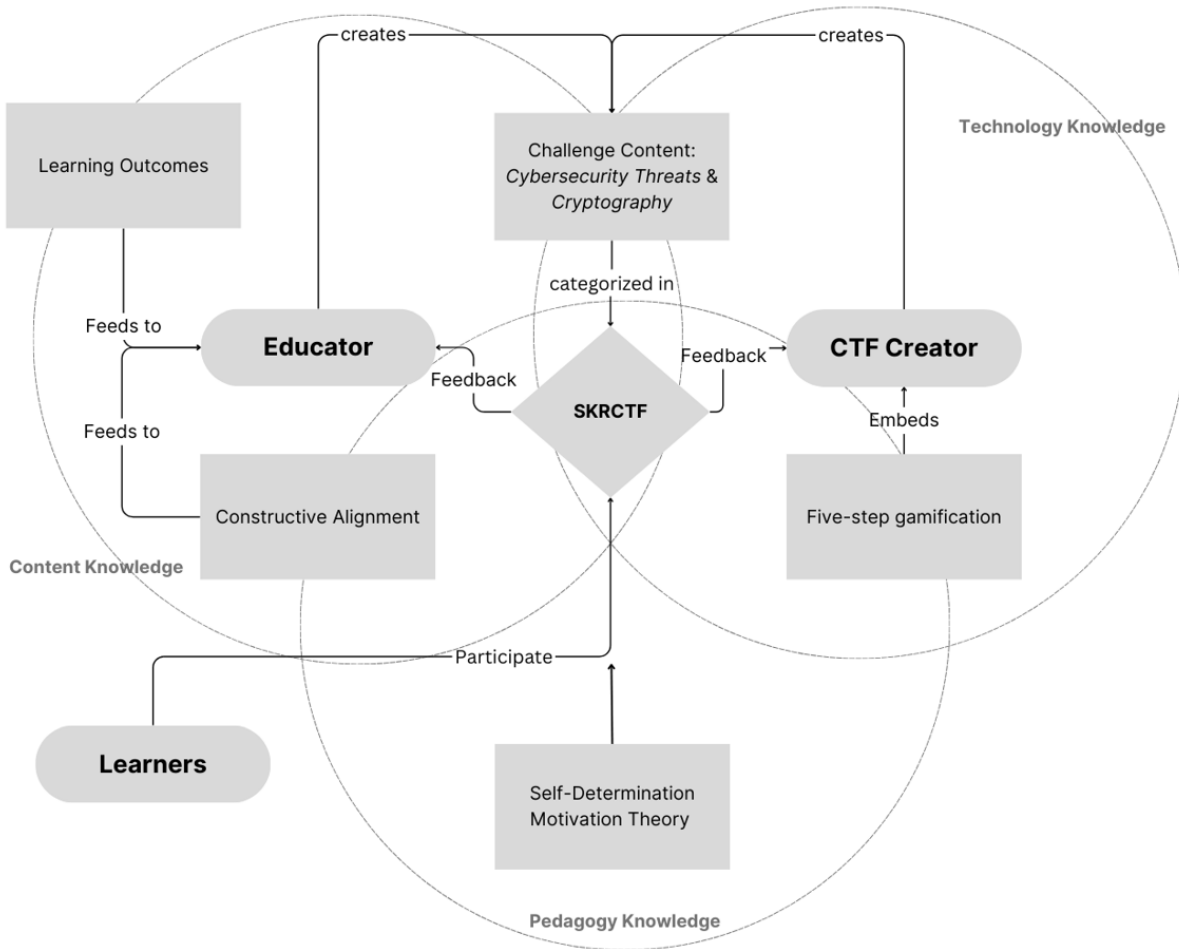 creates
creates
Technology Knowledge
Learning Outcomes
Challenge Content:
Cybersecurity Threats &
Cryptography
categorized in
Feeds to
Educator
Feedback
Feedback
CTF Creator
SKRCTF
Embeds
Feeds to
Constructive Alignment
Five-step gamification
Content Knowledge
Participate
Learners
Self-Determination
Motivation Theory
Pedagogy Knowledge